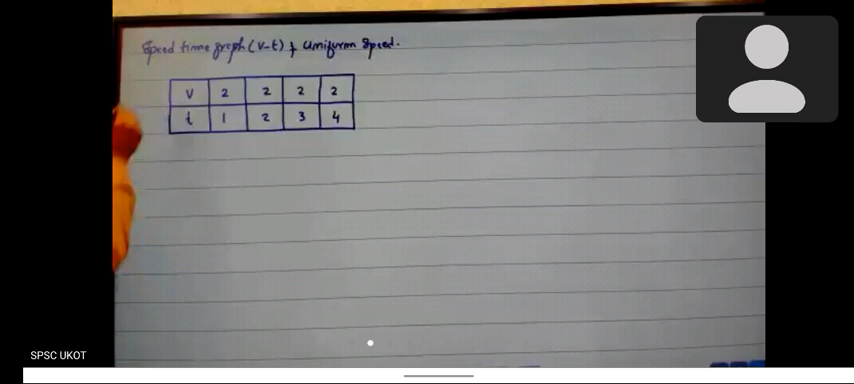 Speed time graph (v-t) of Uniform Speed.
V 2 2 2 2
t 1 2 3 4
SPSC UKOT